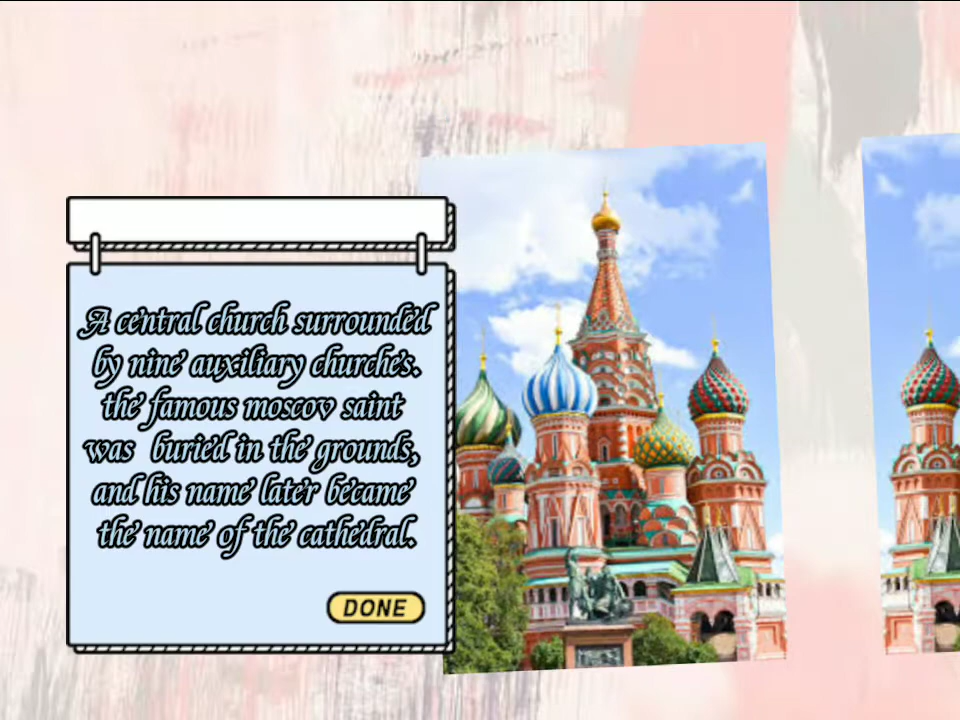 A central church surrounded
by nine auxiliary churches.
the famous moscov saint
was buried in the grounds,
and his name later became
the name of the cathedral.
DONE